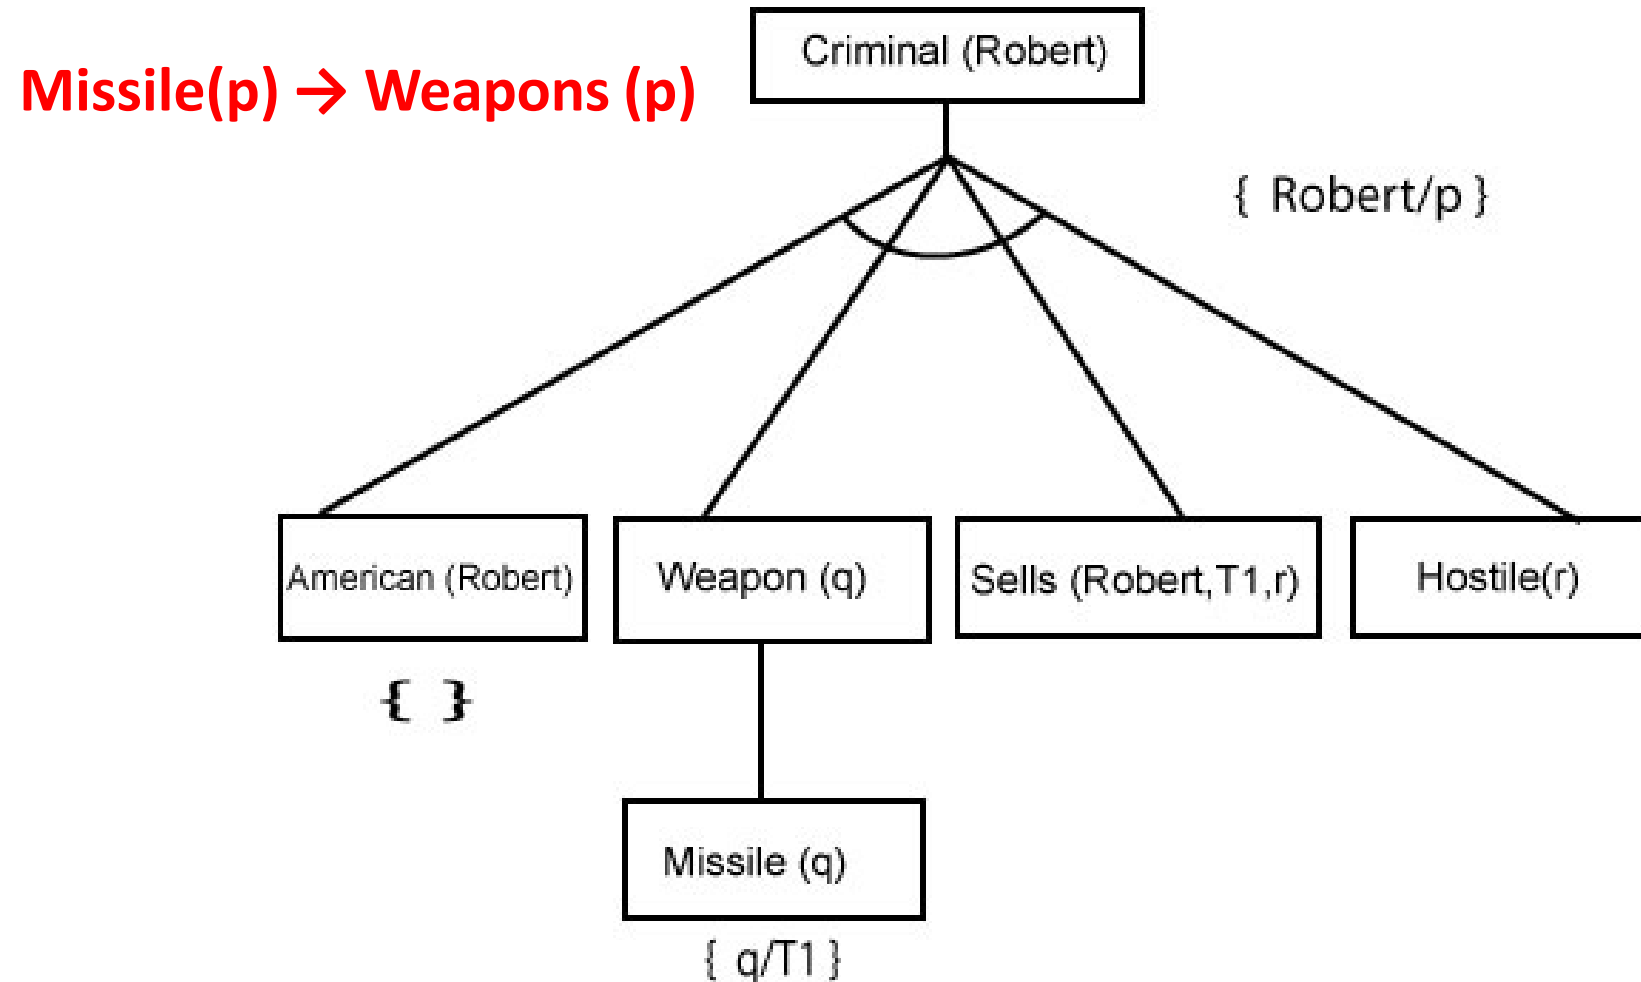 Criminal (Robert)
Missile(p) → Weapons (p)
{ Robert/p }
American (Robert)
Weapon (q)
Sells (Robert,T1,r)
Hostile(r)
{ }
Missile (q)
{ q/T1 }